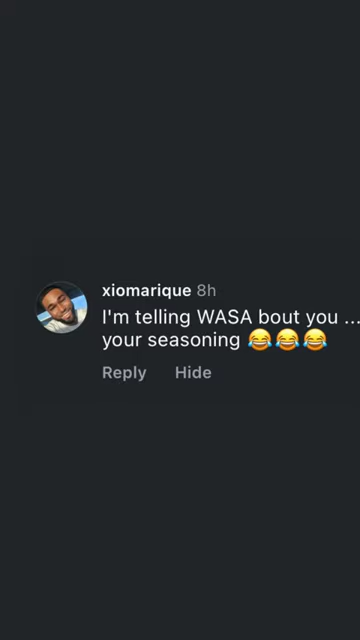 xiomarique 8h
I'm telling WASA bout you ...
your seasoning 😂😂😂
Reply Hide